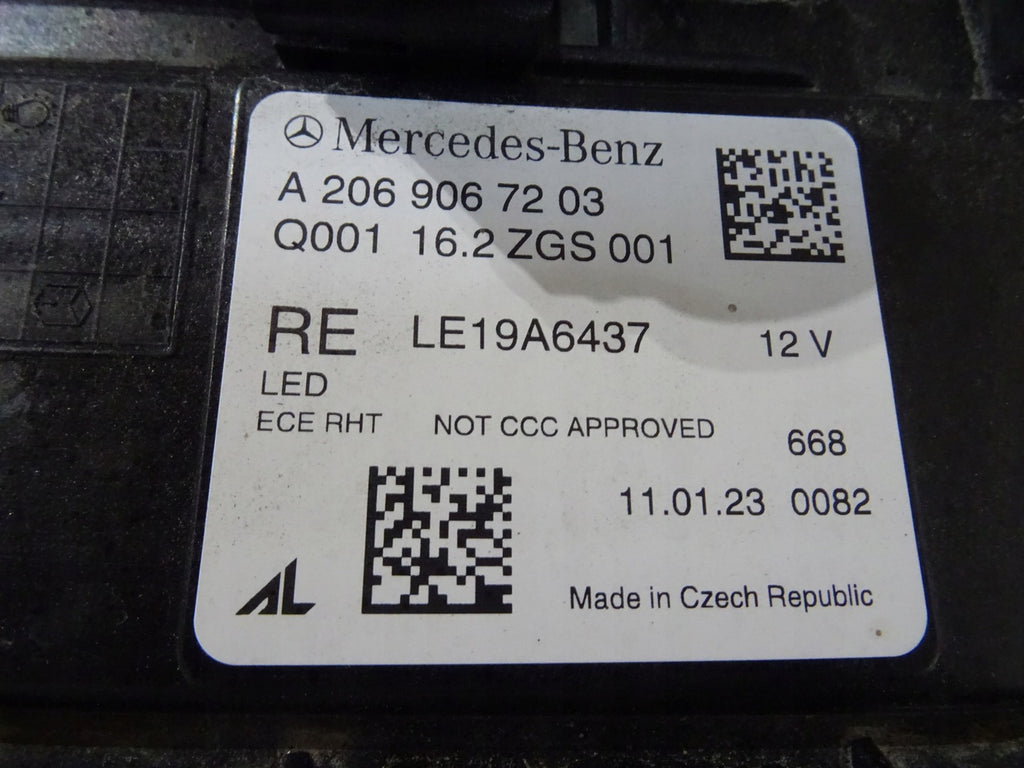 Mercedes-Benz
A 206 906 72 03
Q001 16.2 ZGS 001
RE LE19A6437 12 V
LED
ECE RHT NOT CCC APPROVED
668
11.01.23 0082
AL
Made in Czech Republic